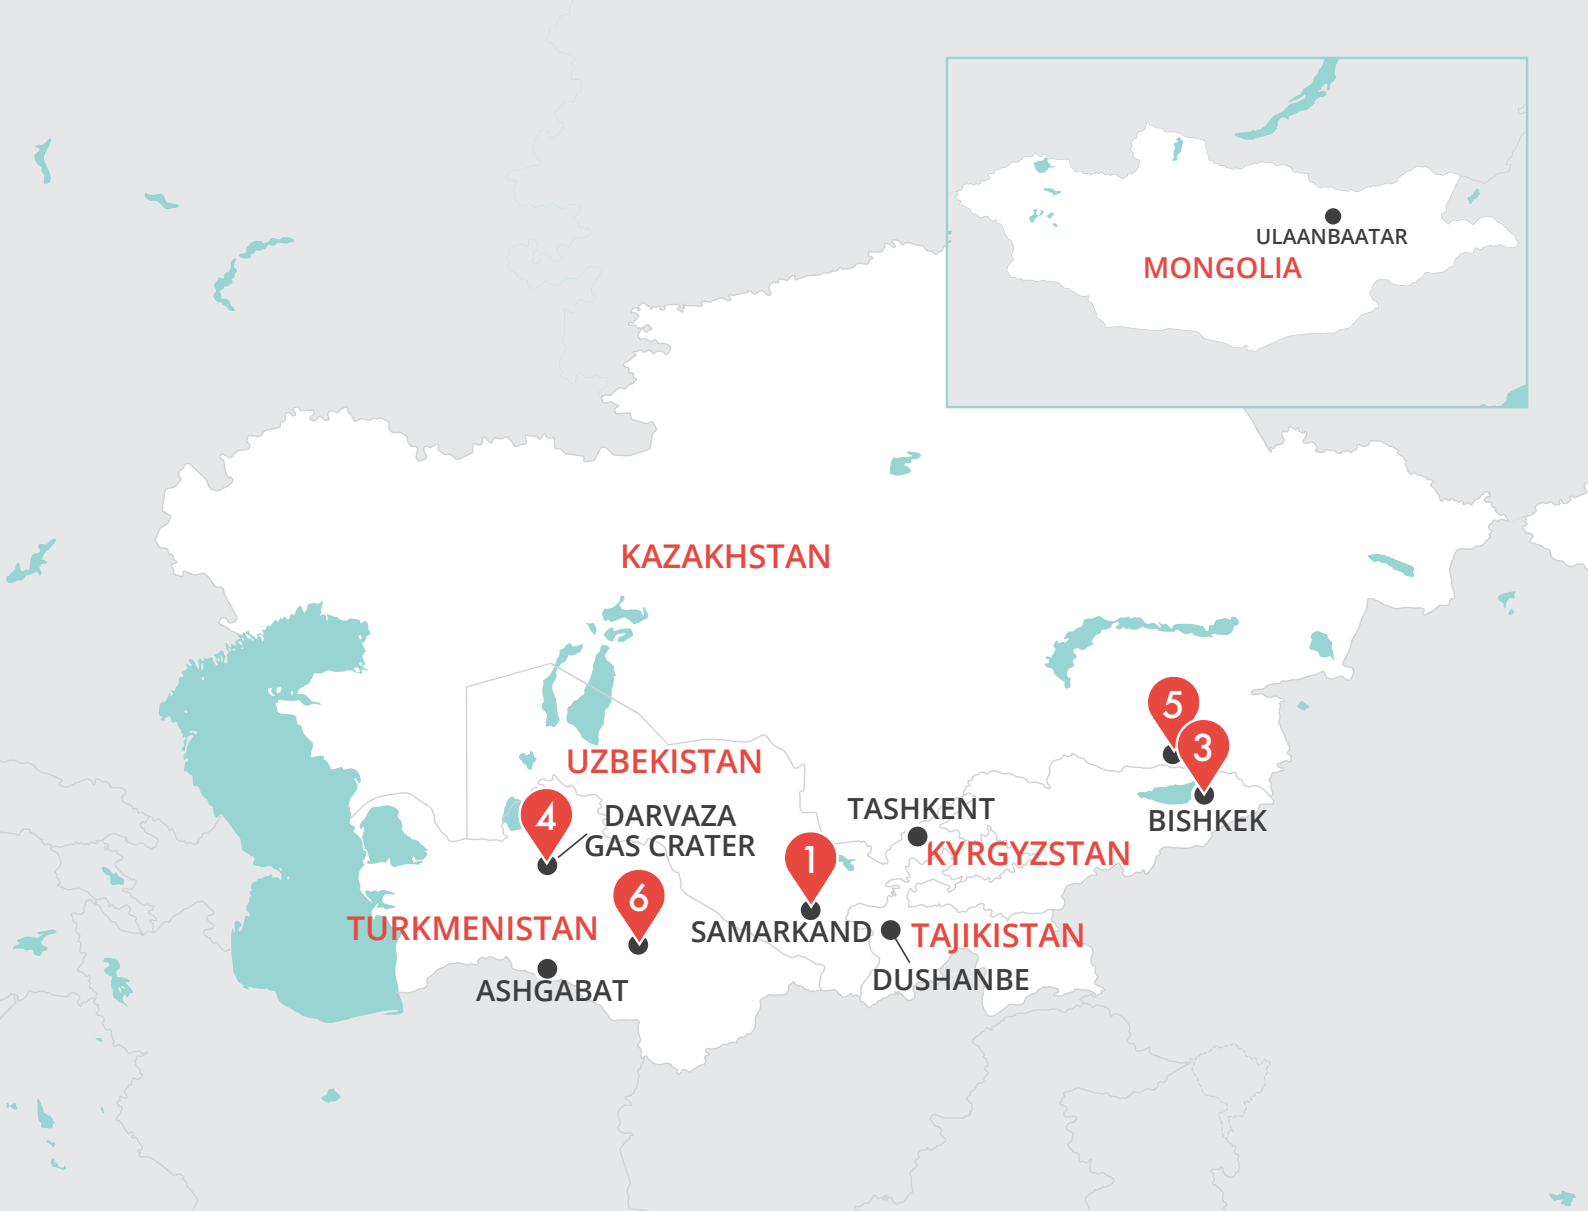 ULAANBAATAR
MONGOLIA
KAZAKHSTAN
5
3
UZBEKISTAN
4
DARVAZA
GAS CRATER
TASHKENT
BISHKEK
1
KYRGYZSTAN
6
TURKMENISTAN
SAMARKAND
TAJIKISTAN
ASHGABAT
DUSHANBE